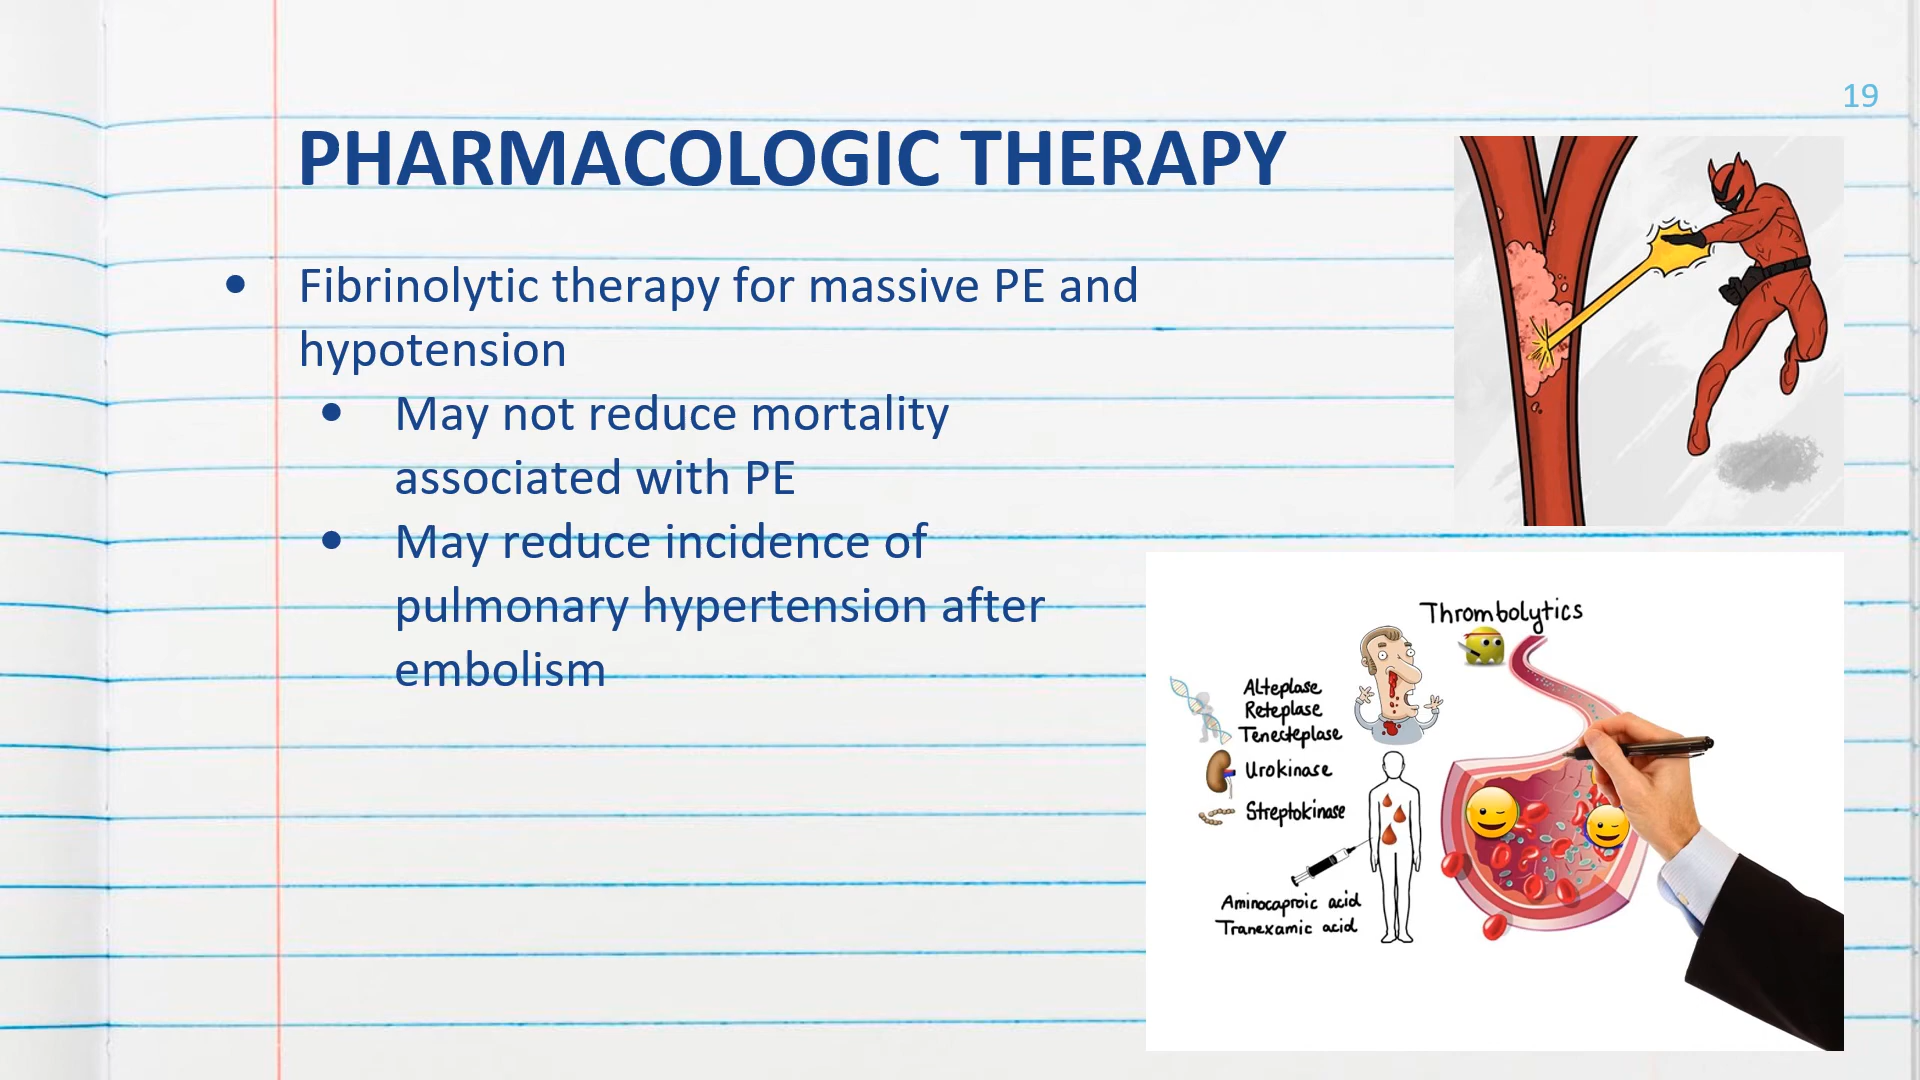 19
PHARMACOLOGIC THERAPY
• Fibrinolytic therapy for massive PE and
hypotension
• May not reduce mortality
associated with PE
• May reduce incidence of
pulmonary hypertension after
embolism
Thrombolytics
Alteplase
Reteplase
Tenecteplase
Urokinase
Streptokinase
Aminocaproic acid
Tranexamic acid